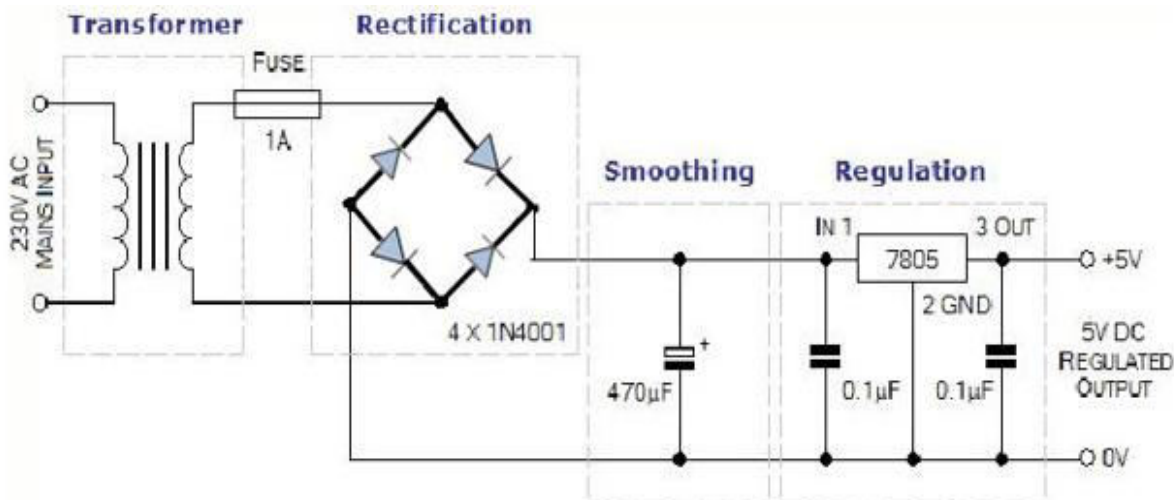 Transformer
Rectification
FUSE
1A
230V AC
MAINS INPUT
4 X 1N4001
Smoothing
Regulation
IN 1
3 OUT
7805
2 GND
+5V
+
470µF
0.1µF
0.1µF
5V DC
REGULATED
OUTPUT
0V